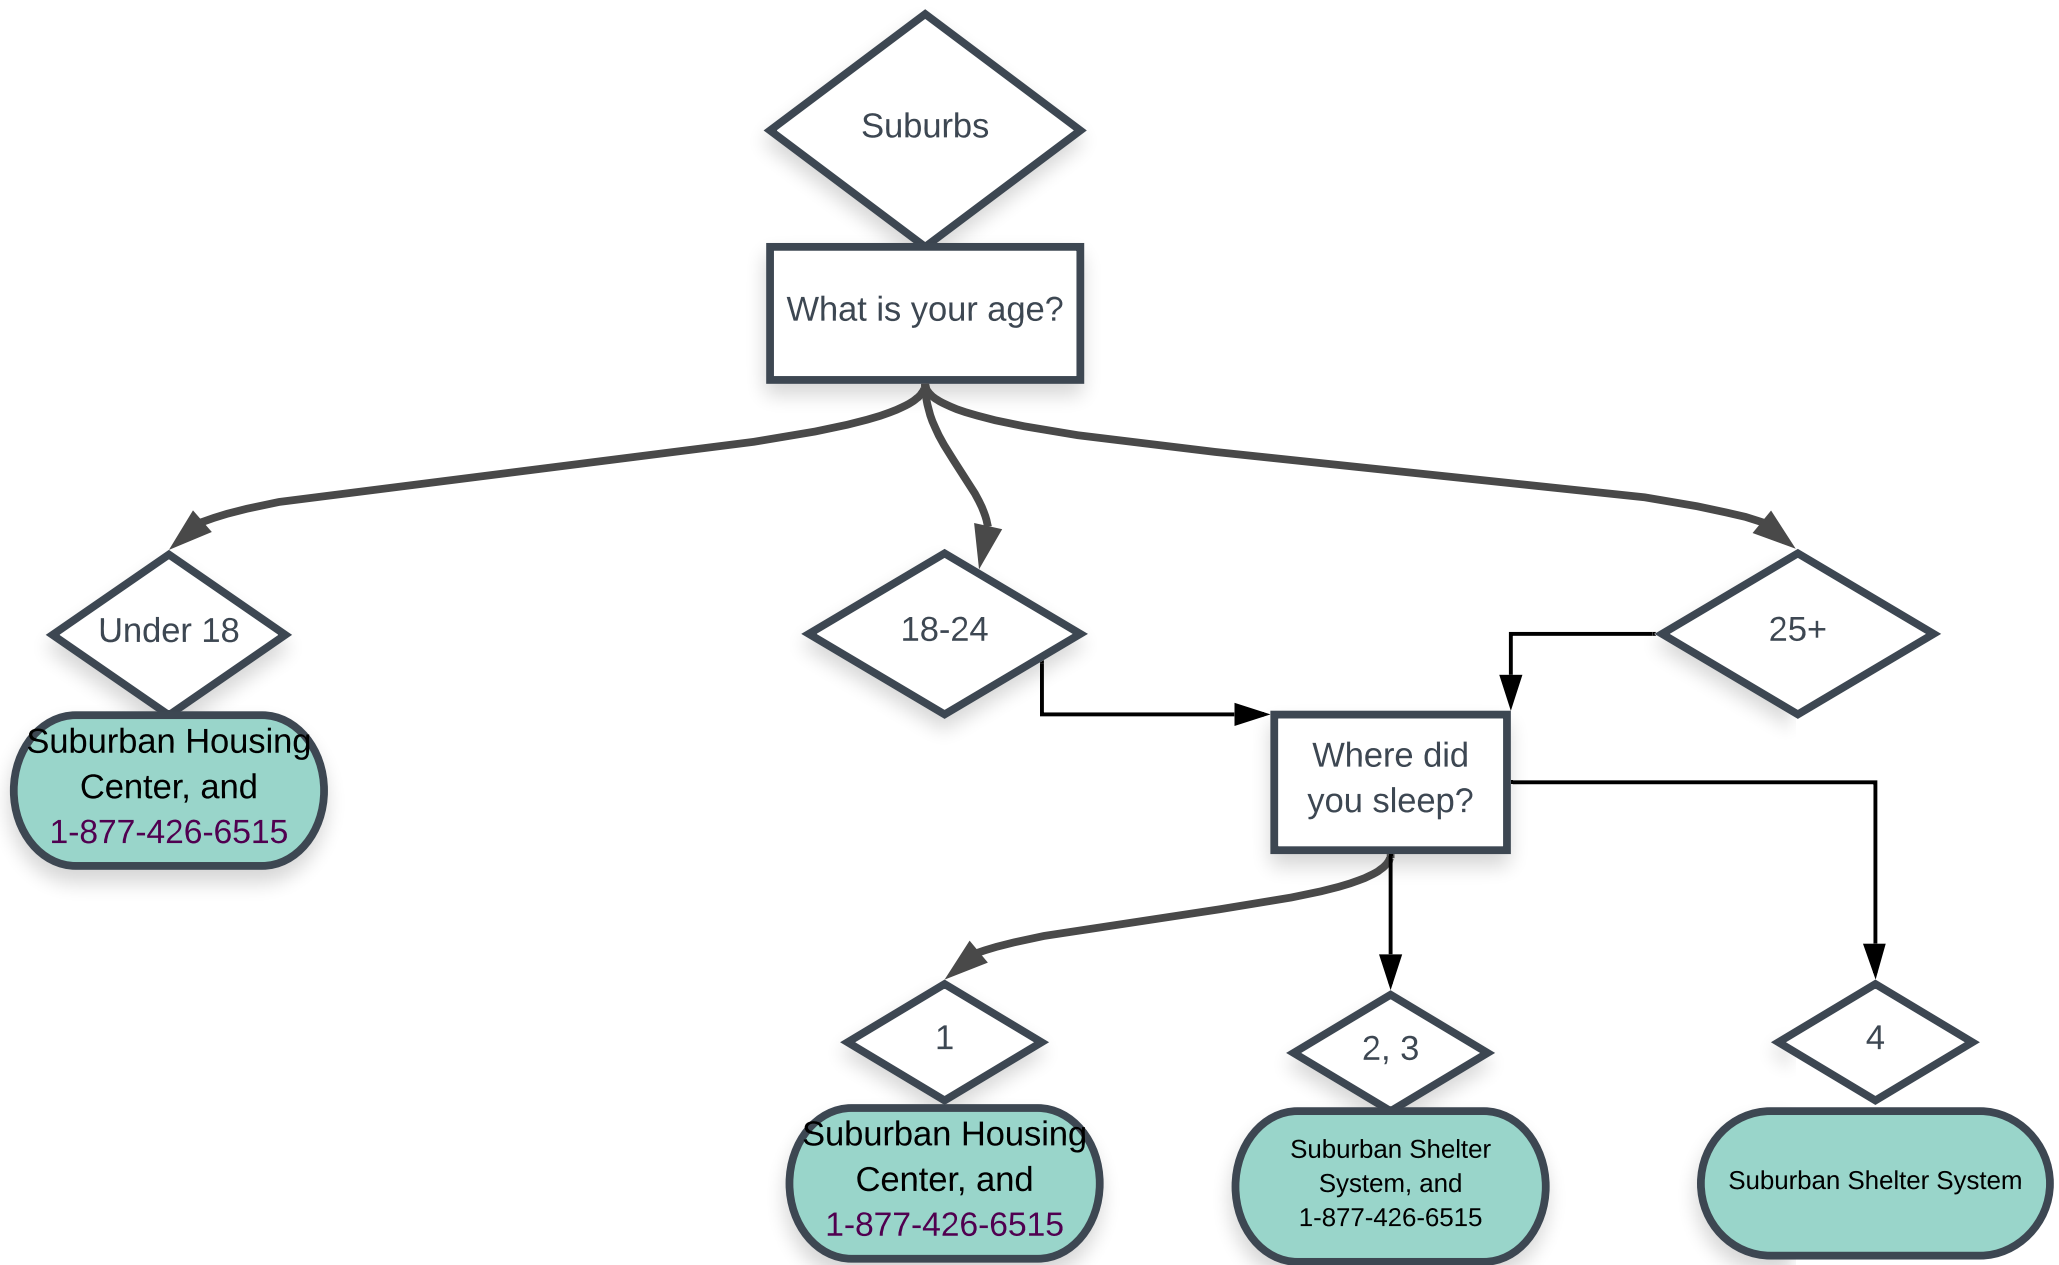 Suburbs
What is your age?
Under 18
18-24
25+
Suburban Housing
Center, and
1-877-426-6515
Where did
you sleep?
1
2, 3
4
Suburban Housing
Center, and
1-877-426-6515
Suburban Shelter
System, and
1-877-426-6515
Suburban Shelter System